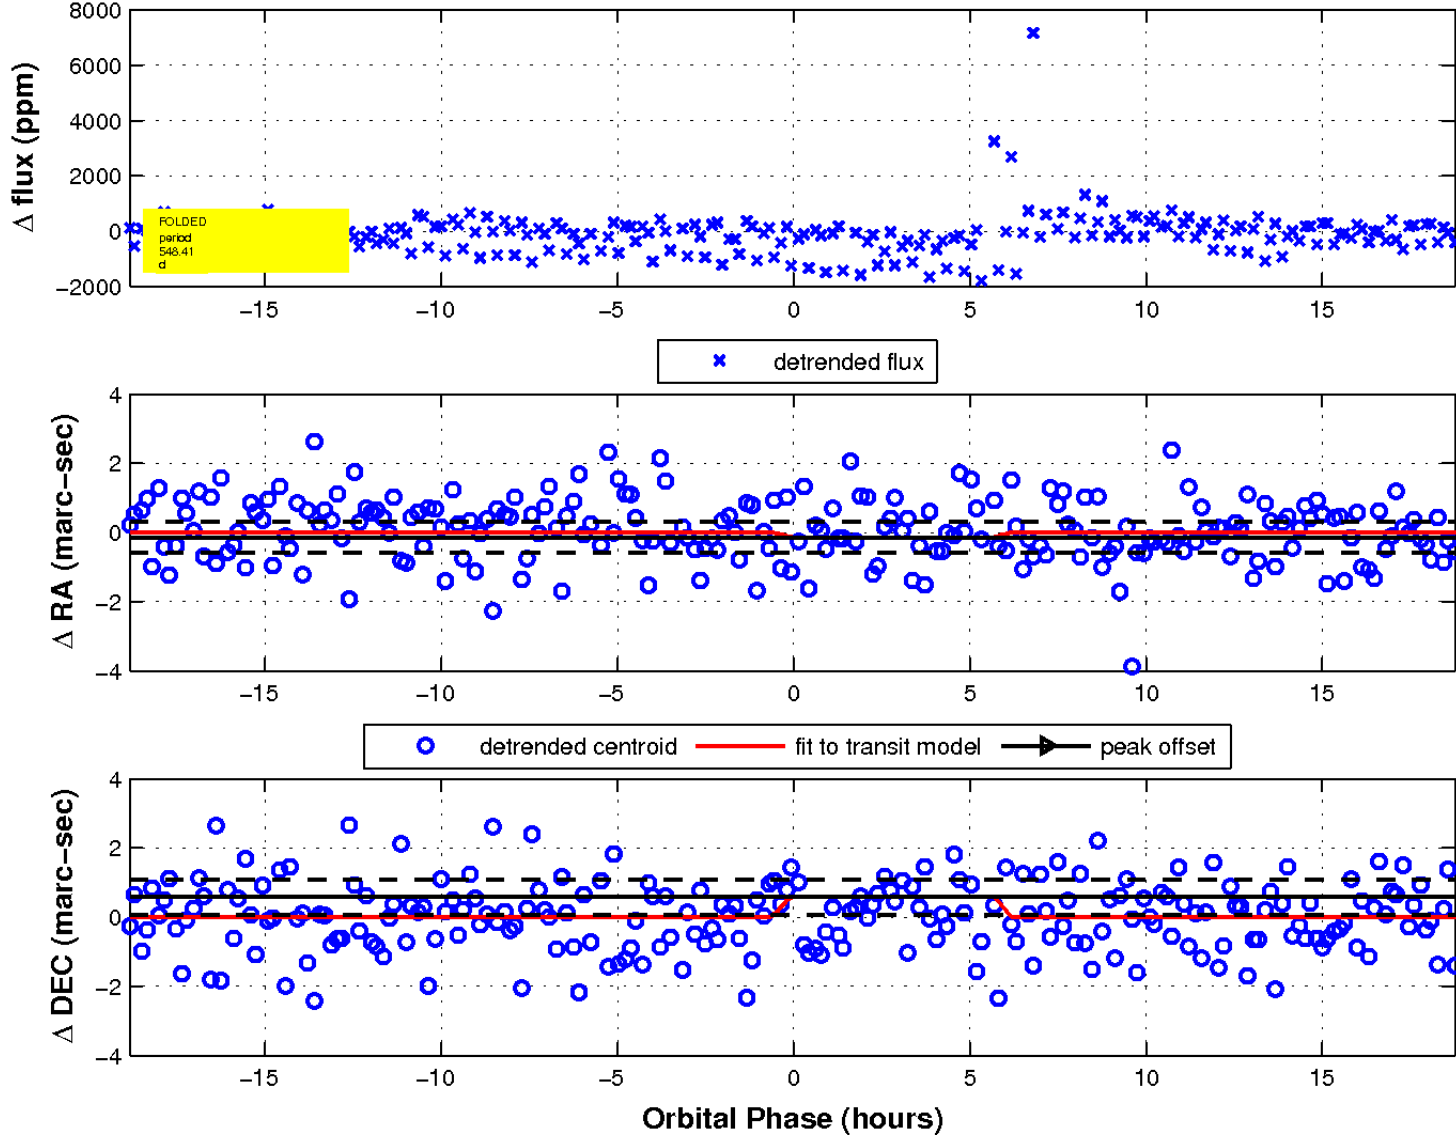 8000
6000
4000
2000
0
−2000
Δ flux (ppm)
FOLDED
period
548.41
d
−15 −10 −5 0 5 10 15
detrended flux
4
2
0
−2
−4
Δ RA (marc−sec)
−15 −10 −5 0 5 10 15
detrended centroid fit to transit model peak offset
4
2
0
−2
−4
Δ DEC (marc−sec)
−15 −10 −5 0 5 10 15
Orbital Phase (hours)